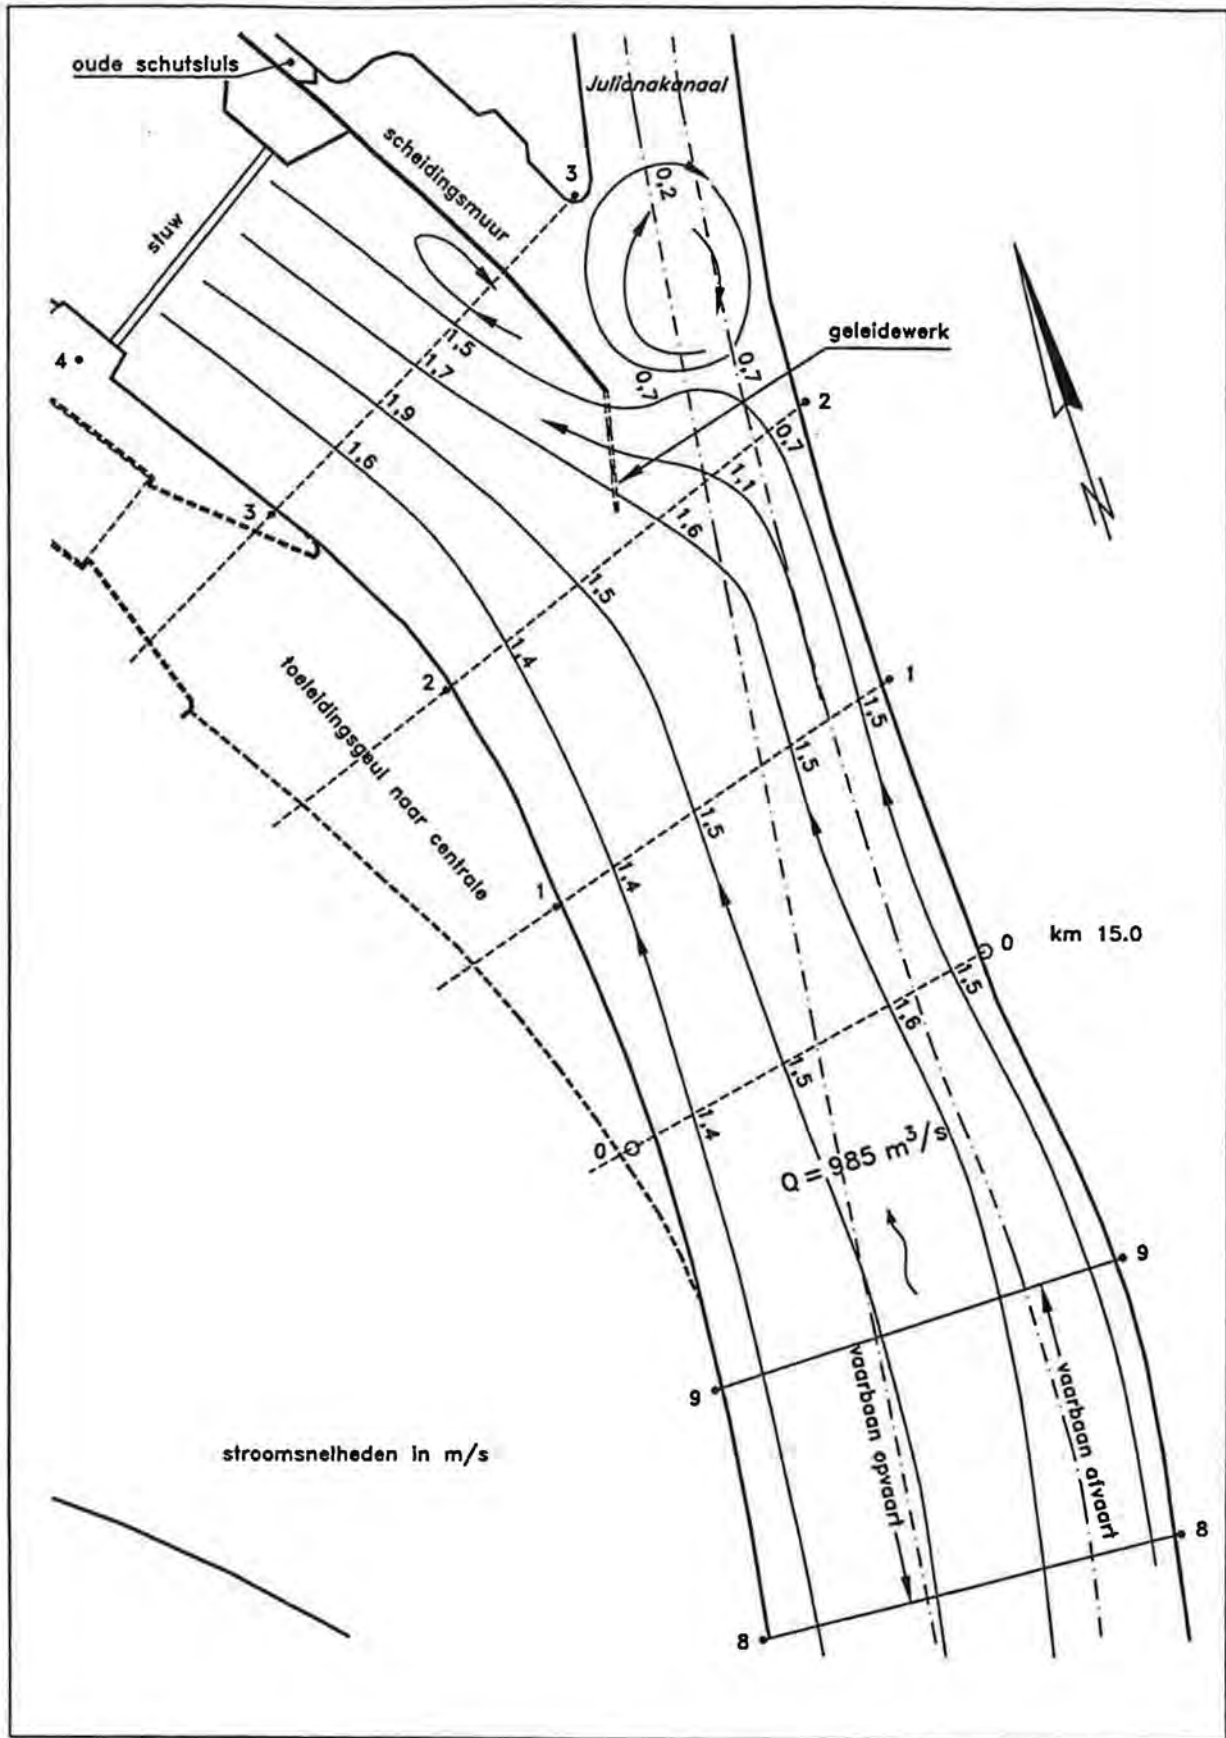 oude schutsluis
Julianakanaal
scheidingsmuur
3
0,2
stuw
geleidewerk
4
1,5
0,7
0,7
1,7
2
1,9
0,7
1,6
1,1
3
1,6
N
1,5
1,4
2
1
1,5
toeleidingsgeul naar centrale
1,5
1,5
1,4
1
0
km 15.0
1,5
1,6
1,5
1,4
0
Q = 985 m³/s
9
9
vaarbaan opvaart
vaarbaan afvaart
stroomsnelheden in m/s
8
8